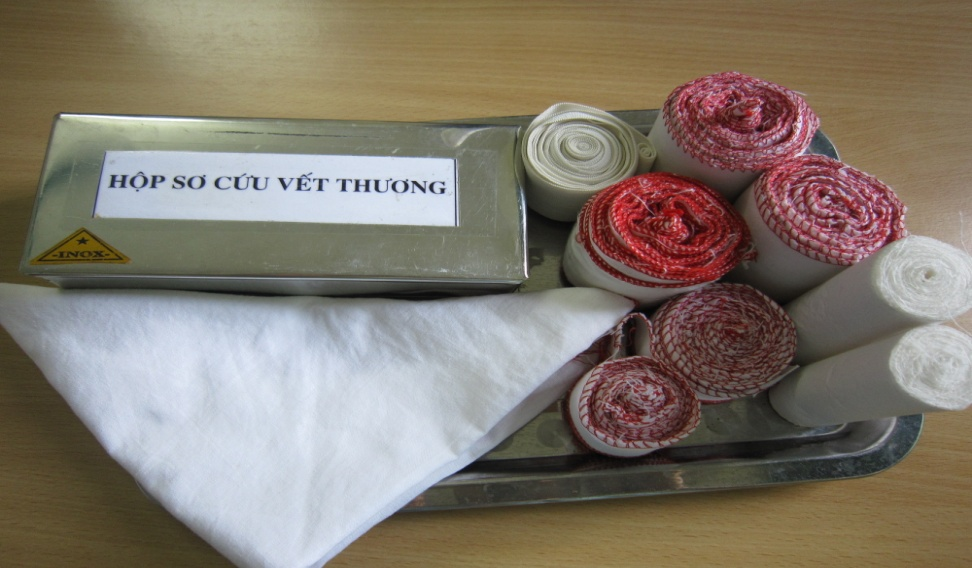 HỘP SƠ CỨU VẾT THƯƠNG
-INOX-